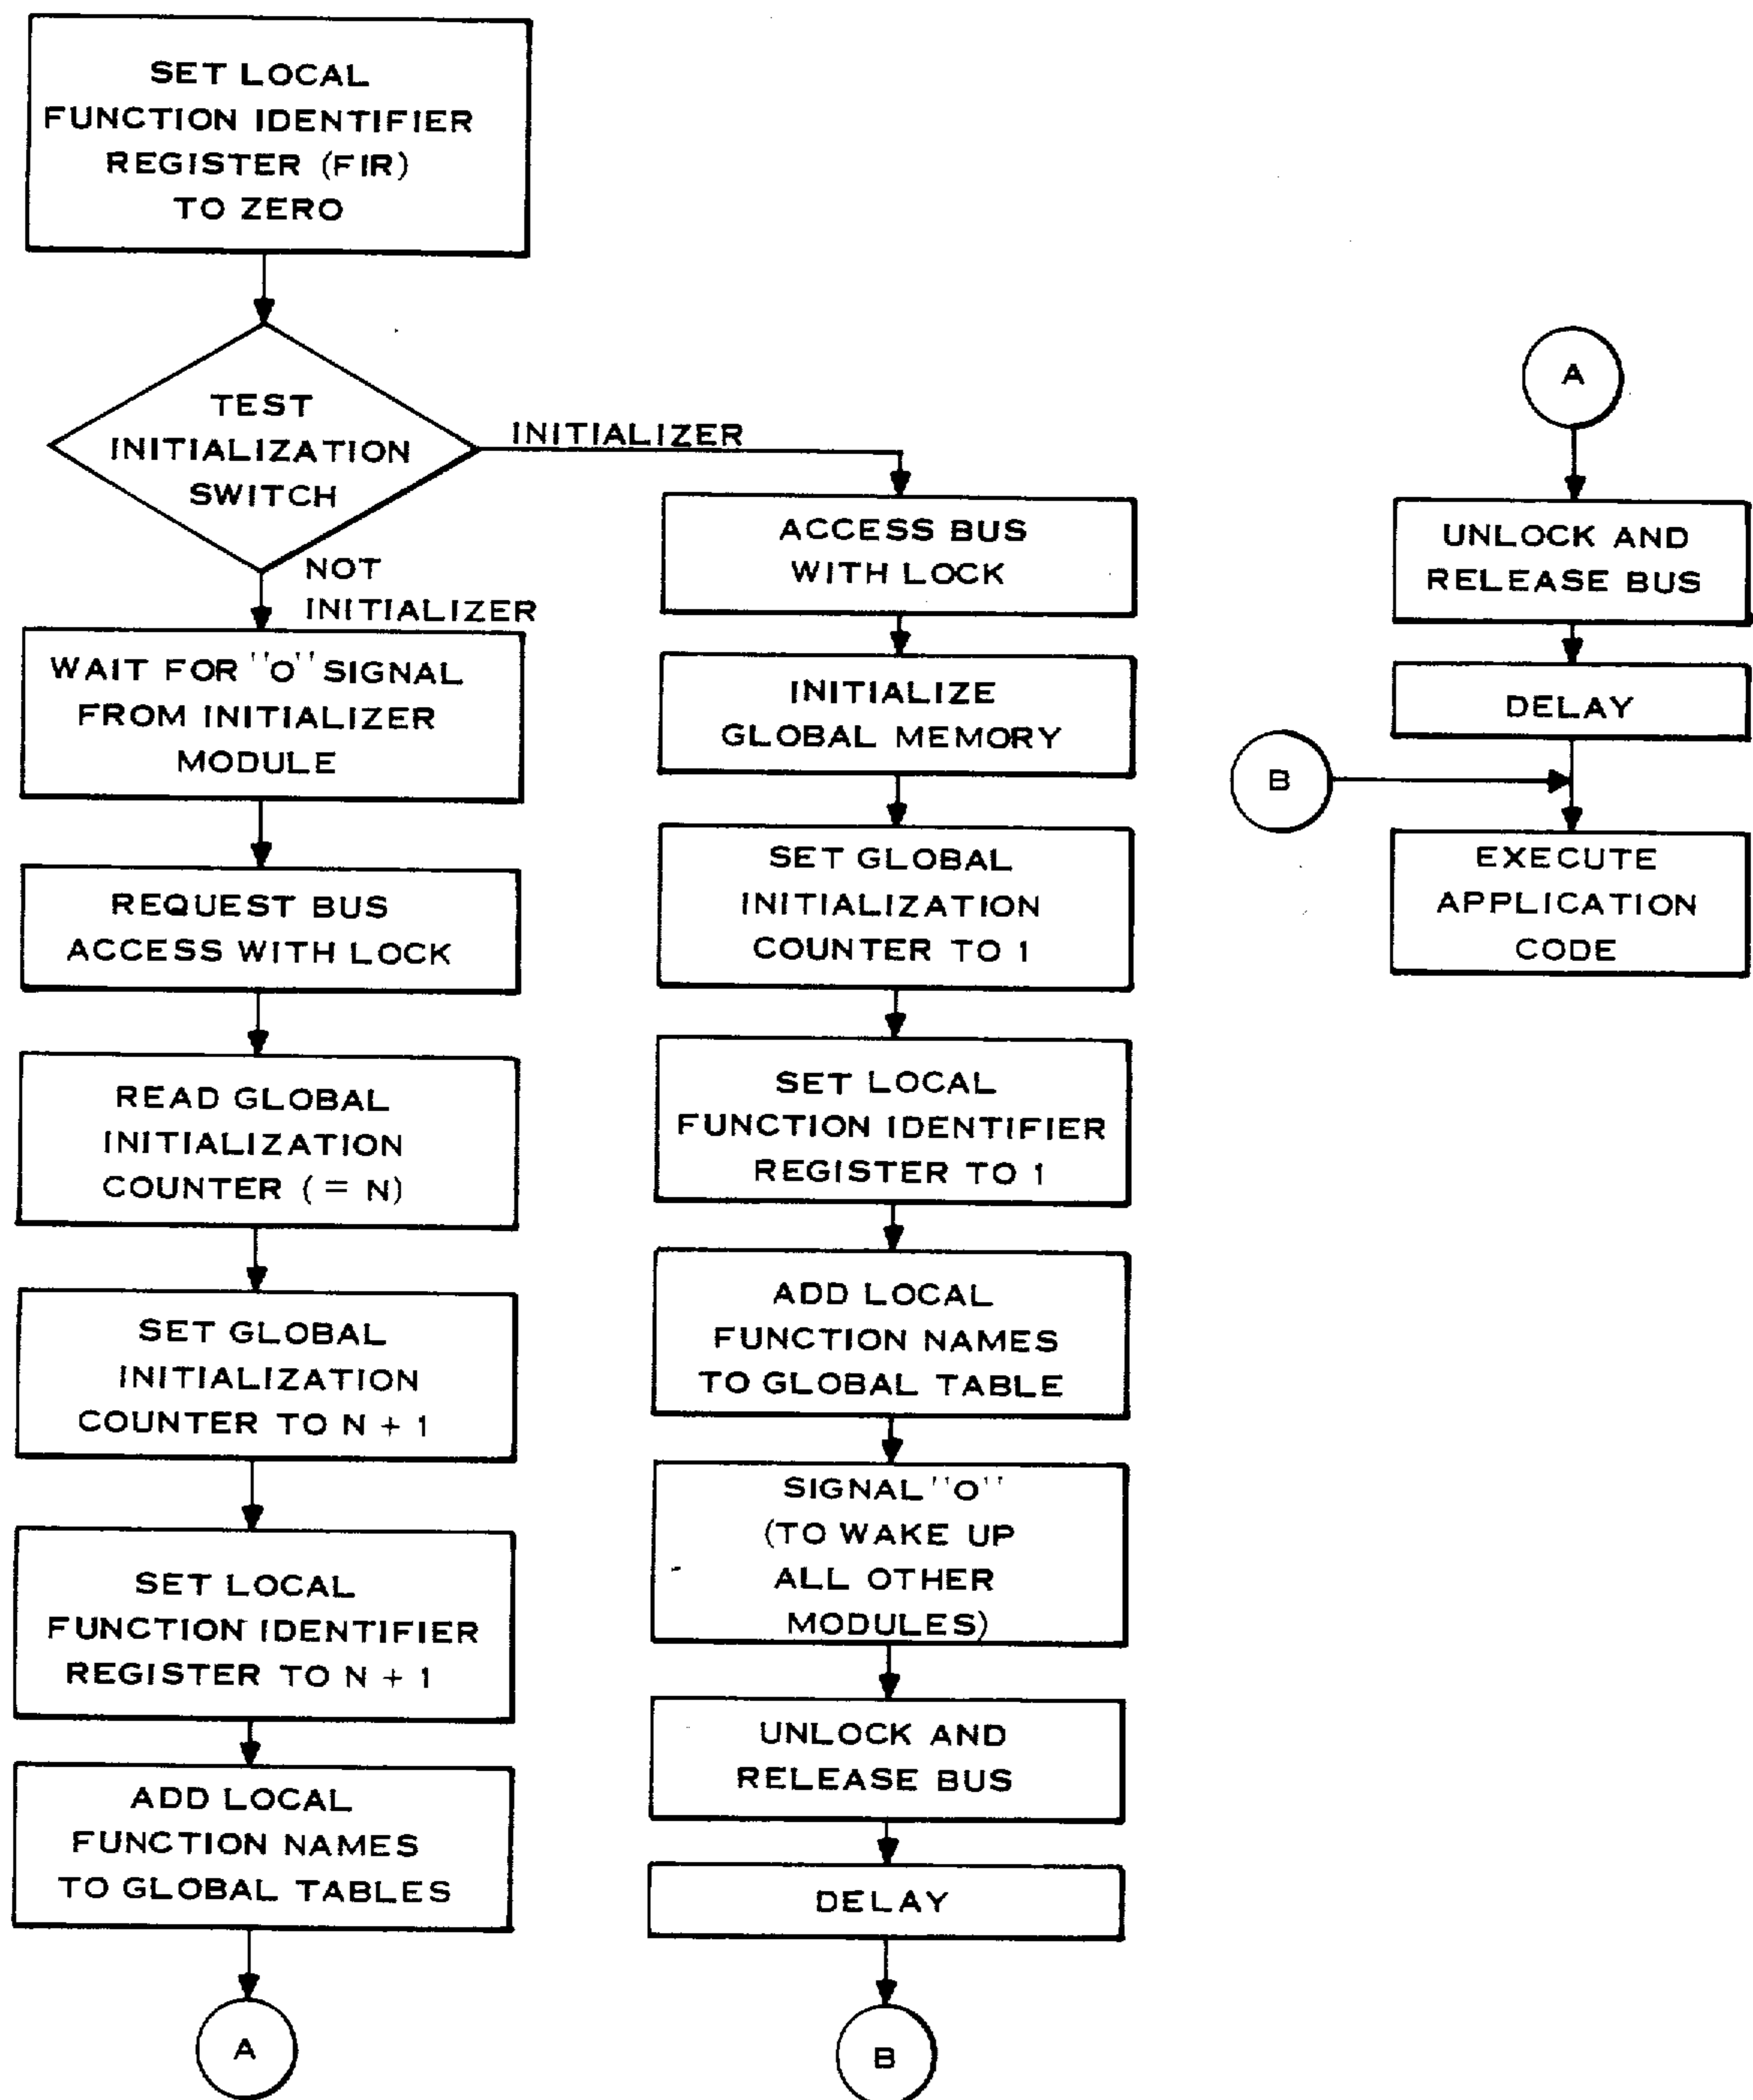 SET LOCAL
FUNCTION IDENTIFIER
REGISTER (FIR)
TO ZERO
TEST
INITIALIZATION
SWITCH
INITIALIZER
NOT
INITIALIZER
WAIT FOR "O" SIGNAL
FROM INITIALIZER
MODULE
REQUEST BUS
ACCESS WITH LOCK
READ GLOBAL
INITIALIZATION
COUNTER (= N)
SET GLOBAL
INITIALIZATION
COUNTER TO N + 1
SET LOCAL
FUNCTION IDENTIFIER
REGISTER TO N + 1
ADD LOCAL
FUNCTION NAMES
TO GLOBAL TABLES
A
ACCESS BUS
WITH LOCK
INITIALIZE
GLOBAL MEMORY
SET GLOBAL
INITIALIZATION
COUNTER TO 1
SET LOCAL
FUNCTION IDENTIFIER
REGISTER TO 1
ADD LOCAL
FUNCTION NAMES
TO GLOBAL TABLE
SIGNAL "O"
(TO WAKE UP
ALL OTHER
MODULES)
UNLOCK AND
RELEASE BUS
DELAY
B
A
UNLOCK AND
RELEASE BUS
DELAY
B
EXECUTE
APPLICATION
CODE